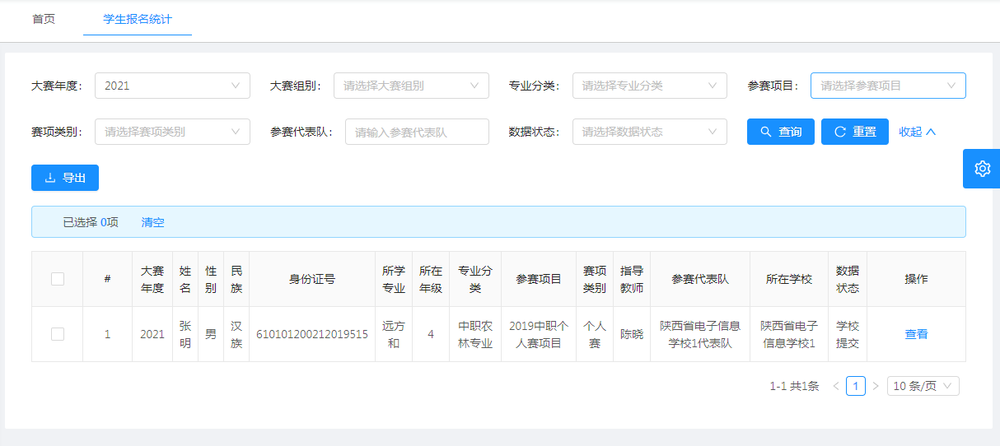 首页 学生报名统计
大赛年度： 2021 大赛组别： 请选择大赛组别 专业分类： 请选择专业分类 参赛项目： 请选择参赛项目
赛项类别： 请选择赛项类别 参赛代表队： 请输入参赛代表队 数据状态： 请选择数据状态 查询 重置 收起
导出
已选择 0项 清空
# 大赛年度 姓名 性别 民族 身份证号 所学专业 所在年级 专业分类 参赛项目 赛项类别 指导教师 参赛代表队 所在学校 数据状态 操作
1 2021 张明 男 汉族 610101200212019515 远方和 4 中职农林专业 2019中职个人赛项目 个人赛 陈晓 陕西省电子信息学校1代表队 陕西省电子信息学校1 学校提交 查看
1-1 共1条 < 1 > 10 条/页